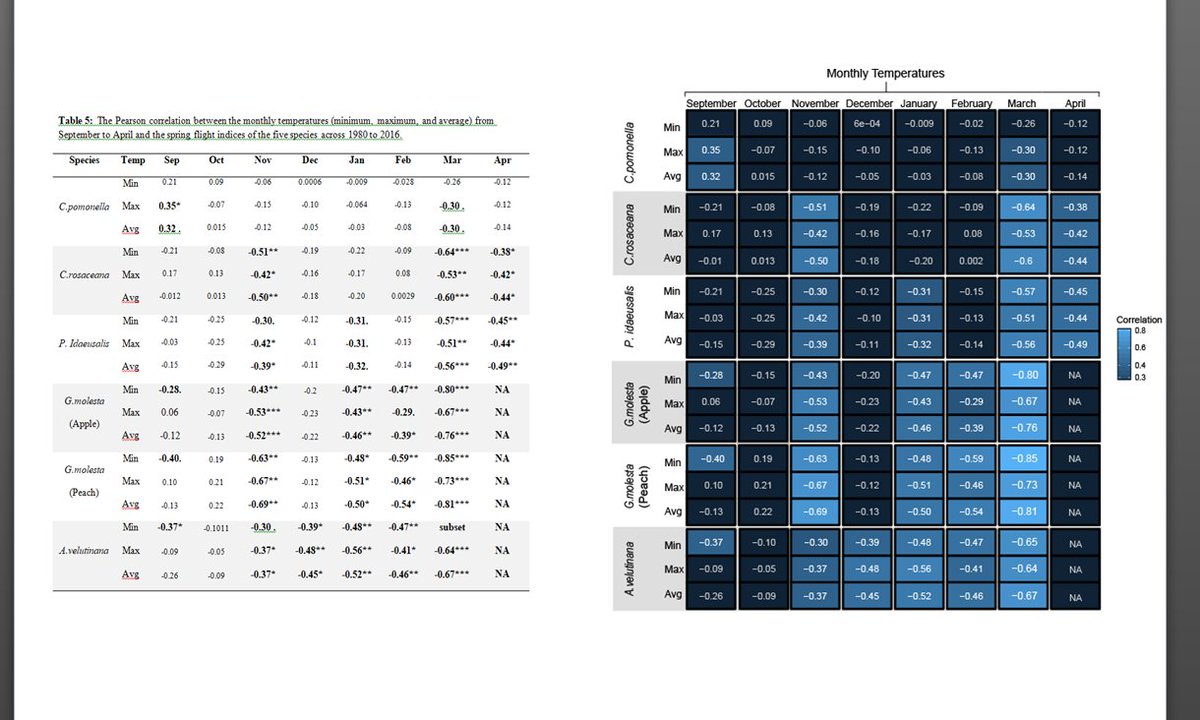 Table 5: The Pearson correlation between the monthly temperatures (minimum, maximum, and average) from
September to April and the spring flight indices of the five species across 1980 to 2016.
Species Temp Sep Oct Nov Dec Jan Feb Mar Apr
Min 0.21 0.09 -0.06 0.0006 -0.009 -0.028 -0.26 -0.12
C.pomonella Max 0.35* -0.07 -0.15 -0.10 -0.064 -0.13 -0.30 . -0.12
Avg 0.32 . 0.015 -0.12 -0.05 -0.03 -0.08 -0.30 . -0.14
Min -0.21 -0.08 -0.51** -0.19 -0.22 -0.09 -0.64*** -0.38*
C.rosaceana Max 0.17 0.13 -0.42* -0.16 -0.17 0.08 -0.53** -0.42*
Avg -0.012 0.013 -0.50** -0.18 -0.20 0.0029 -0.60*** -0.44*
Min -0.21 -0.25 -0.30. -0.12 -0.31. -0.15 -0.57*** -0.45**
P. Idaeusalis Max -0.03 -0.25 -0.42* -0.1 -0.31. -0.13 -0.51** -0.44*
Avg -0.15 -0.29 -0.39* -0.11 -0.32. -0.14 -0.56*** -0.49**
Min -0.28. -0.15 -0.43** -0.2 -0.47** -0.47** -0.80*** NA
G.molesta
Max 0.06 -0.07 -0.53*** -0.23 -0.43** -0.29. -0.67*** NA
(Apple)
Avg -0.12 -0.13 -0.52*** -0.22 -0.46** -0.39* -0.76*** NA
Min -0.40. 0.19 -0.63** -0.13 -0.48* -0.59** -0.85*** NA
G.molesta
Max 0.10 0.21 -0.67** -0.12 -0.51* -0.46* -0.73*** NA
(Peach)
Avg -0.13 0.22 -0.69** -0.13 -0.50* -0.54* -0.81*** NA
Min -0.37* -0.1011 -0.30 . -0.39* -0.48** -0.47** subset NA
A.velutinana Max -0.09 -0.05 -0.37* -0.48** -0.56** -0.41* -0.64*** NA
Avg -0.26 -0.09 -0.37* -0.45* -0.52** -0.46** -0.67*** NA
Monthly Temperatures
September October November December January February March April
C.pomonella
Min 0.21 0.09 −0.06 6e−04 −0.009 −0.02 −0.26 −0.12
Max 0.35 −0.07 −0.15 −0.10 −0.06 −0.13 −0.30 −0.12
Avg 0.32 0.015 −0.12 −0.05 −0.03 −0.08 −0.30 −0.14
C.rosaceana
Min −0.21 −0.08 −0.51 −0.19 −0.22 −0.09 −0.64 −0.38
Max 0.17 0.13 −0.42 −0.16 −0.17 0.08 −0.53 −0.42
Avg −0.01 0.013 −0.50 −0.18 −0.20 0.002 −0.6 −0.44
P. idaeusalis
Min −0.21 −0.25 −0.30 −0.12 −0.31 −0.15 −0.57 −0.45
Max −0.03 −0.25 −0.42 −0.10 −0.31 −0.13 −0.51 −0.44
Avg −0.15 −0.29 −0.39 −0.11 −0.32 −0.14 −0.56 −0.49
G.molesta
(Apple)
Min −0.28 −0.15 −0.43 −0.20 −0.47 −0.47 −0.80 NA
Max 0.06 −0.07 −0.53 −0.23 −0.43 −0.29 −0.67 NA
Avg −0.12 −0.13 −0.52 −0.22 −0.46 −0.39 −0.76 NA
G.molesta
(Peach)
Min −0.40 0.19 −0.63 −0.13 −0.48 −0.59 −0.85 NA
Max 0.10 0.21 −0.67 −0.12 −0.51 −0.46 −0.73 NA
Avg −0.13 0.22 −0.69 −0.13 −0.50 −0.54 −0.81 NA
A.velutinana
Min −0.37 −0.10 −0.30 −0.39 −0.48 −0.47 −0.65 NA
Max −0.09 −0.05 −0.37 −0.48 −0.56 −0.41 −0.64 NA
Avg −0.26 −0.09 −0.37 −0.45 −0.52 −0.46 −0.67 NA
Correlation
0.8
0.6
0.4
0.3